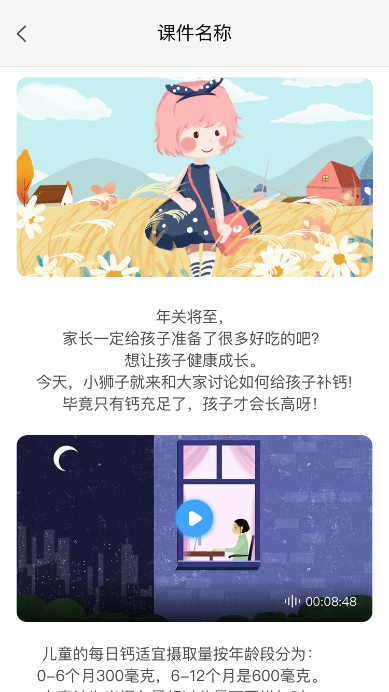 课件名称
年关将至，
家长一定给孩子准备了很多好吃的吧？
想让孩子健康成长。
今天，小狮子就来和大家讨论如何给孩子补钙!
毕竟只有钙充足了，孩子才会长高呀！
00:08:48
儿童的每日钙适宜摄取量按年龄段分为：
0-6个月300毫克，6-12个月是600毫克。